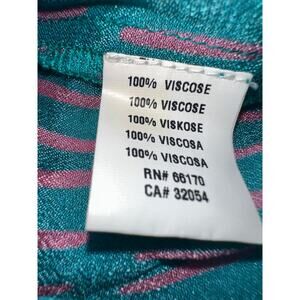 100% VISCOSE
100% VISCOSE
100% VISKOSE
100% VISCOSA
100% VISCOSA
RN# 66170
CA# 32054